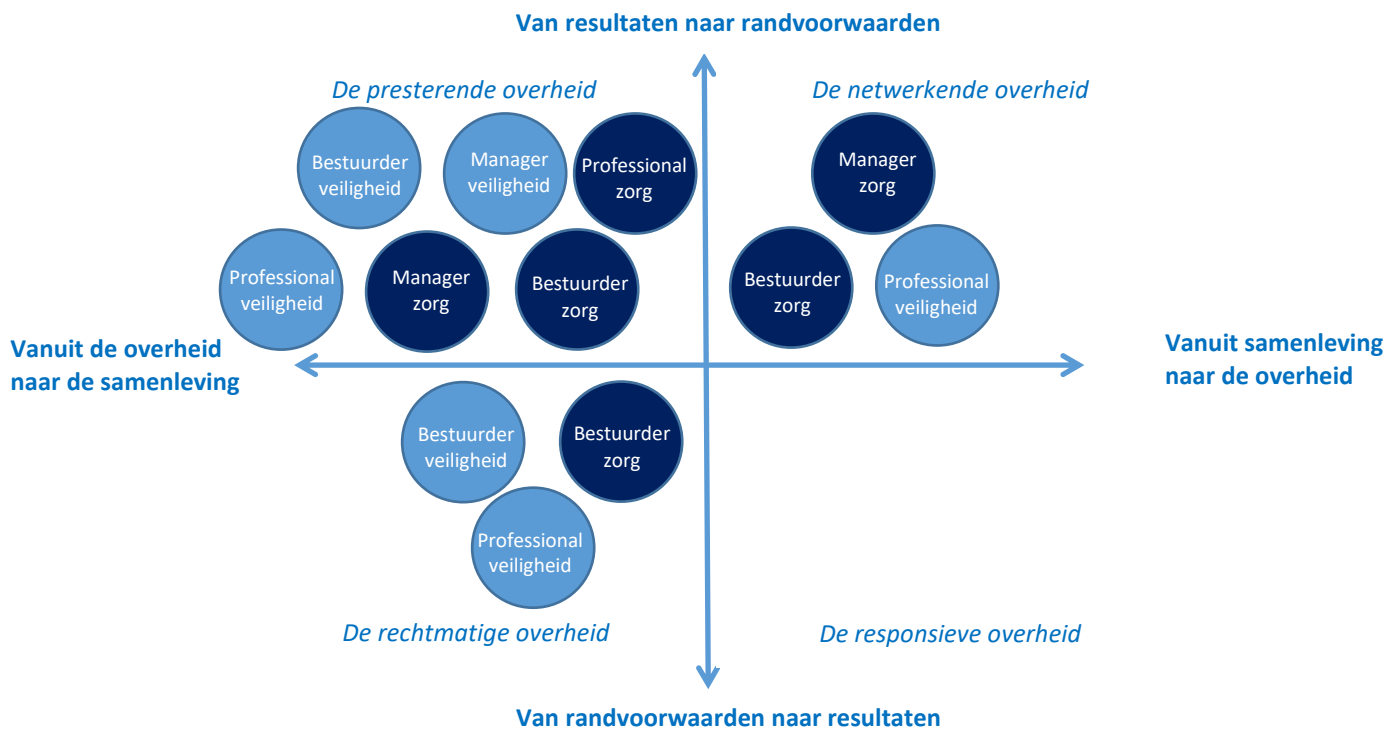 Van resultaten naar randvoorwaarden
De presterende overheid
De netwerkende overheid
Bestuurder
veiligheid
Manager
veiligheid
Professional
zorg
Manager
zorg
Professional
veiligheid
Manager
zorg
Bestuurder
zorg
Bestuurder
zorg
Professional
veiligheid
Vanuit de overheid
naar de samenleving
Vanuit samenleving
naar de overheid
Bestuurder
veiligheid
Bestuurder
zorg
Professional
veiligheid
De rechtmatige overheid
De responsieve overheid
Van randvoorwaarden naar resultaten